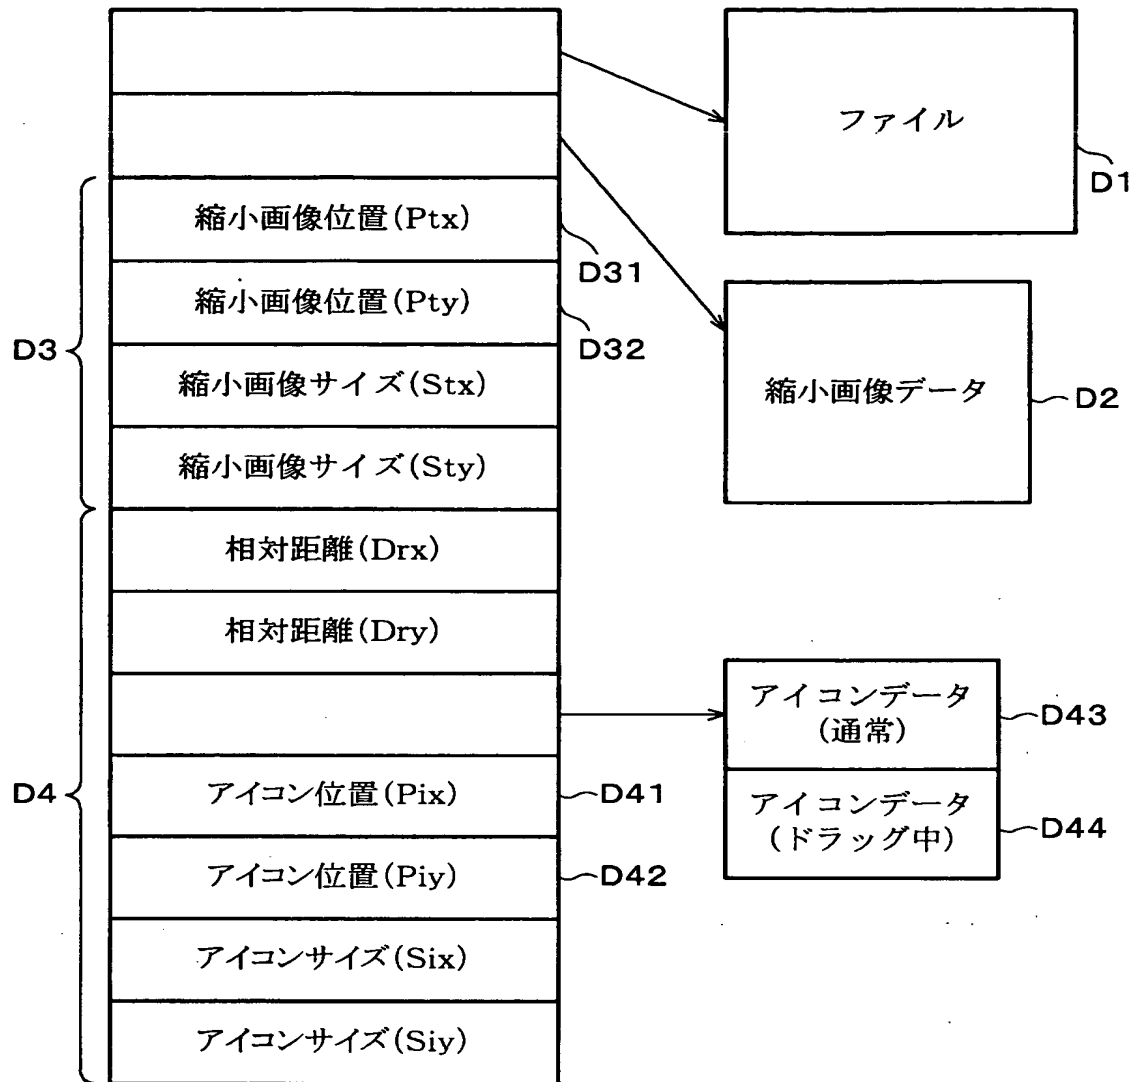 ファイル
D1
縮小画像位置(Ptx)
D31
縮小画像位置(Pty)
D32
D3
縮小画像サイズ(Stx)
縮小画像データ
D2
縮小画像サイズ(Sty)
相対距離(Drx)
相対距離(Dry)
アイコンデータ
(通常)
D43
D4
アイコン位置(Pix)
D41
アイコンデータ
(ドラッグ中)
D44
アイコン位置(Piy)
D42
アイコンサイズ(Six)
アイコンサイズ(Siy)